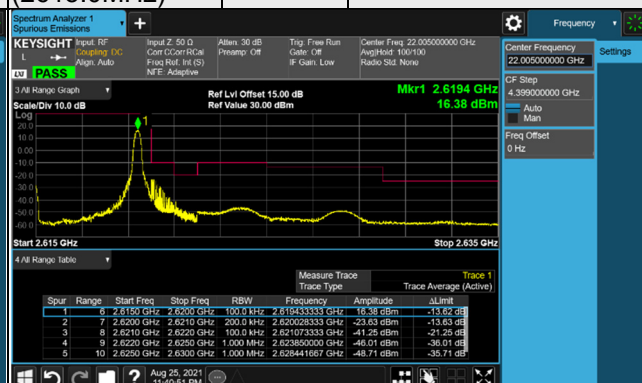 Spectrum Analyzer 1
Spurious Emissions
Frequency
KEYSIGHT
Input: RF
Coupling: DC
Align: Auto
Input Z: 50 Ω
Corr CCorr RCal
Freq Ref: Int (S)
NFE: Adaptive
Atten: 30 dB
Preamp: Off
Trig: Free Run
Gate: Off
IF Gain: Low
Center Freq: 22.005000000 GHz
Avg|Hold: 100/100
Radio Std: None
L
LXI PASS
Center Frequency
22.005000000 GHz
Settings
CF Step
4.399000000 GHz
Auto
Man
Freq Offset
0 Hz
3 All Range Graph
Ref Lvl Offset 15.00 dB
Mkr1 2.6194 GHz
Scale/Div 10.0 dB
Ref Value 30.00 dBm
16.38 dBm
Log
20.0
10.0
0.00
-10.0
-20.0
-30.0
-40.0
-50.0
-60.0
1
Start 2.615 GHz
Stop 2.635 GHz
4 All Range Table
Measure Trace Trace 1
Trace Type Trace Average (Active)
Spur Range Start Freq Stop Freq RBW Frequency Amplitude ΔLimit
1 6 2.6150 GHz 2.6200 GHz 100.0 kHz 2.619433333 GHz 16.38 dBm -13.62 dB
2 7 2.6200 GHz 2.6210 GHz 200.0 kHz 2.620028333 GHz -23.63 dBm -13.63 dB
3 8 2.6210 GHz 2.6220 GHz 100.0 kHz 2.621073333 GHz -41.25 dBm -21.25 dB
4 9 2.6220 GHz 2.6250 GHz 1.000 MHz 2.623850000 GHz -46.01 dBm -36.01 dB
5 10 2.6250 GHz 2.6300 GHz 1.000 MHz 2.628441667 GHz -48.71 dBm -35.71 dB
Aug 25, 2021